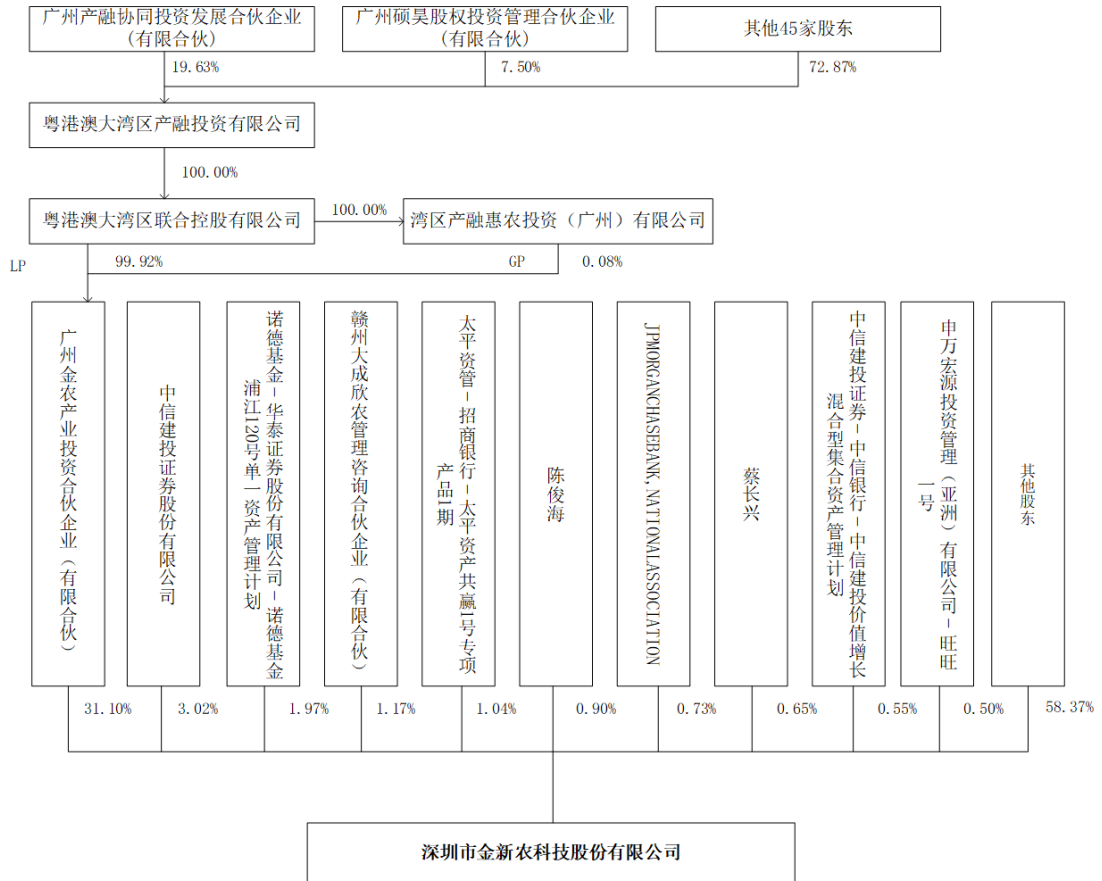 广州产融协同投资发展合伙企业
(有限合伙)
广州硕昊股权投资管理合伙企业
(有限合伙)
其他45家股东
19.63%
7.50%
72.87%
粤港澳大湾区产融投资有限公司
100.00%
粤港澳大湾区联合控股有限公司
100.00%
湾区产融惠农投资（广州）有限公司
LP
99.92%
GP
0.08%
广州金农产业投资合伙企业（有限合伙）
中信建投证券股份有限公司
诺德基金-华泰证券股份有限公司-诺德基金
浦江120号单一资产管理计划
赣州大成欣农管理咨询合伙企业（有限合伙）
太平资管-招商银行-太平资产共赢1号专项
产品1期
陈俊海
JPMORGANCHASEBANK,NATIONALASSOCIATION
蔡长兴
中信建投证券-中信银行-中信建投价值增长
混合型集合资产管理计划
申万宏源投资管理（亚洲）有限公司-旺旺
一号
其他股东
31.10%
3.02%
1.97%
1.17%
1.04%
0.90%
0.73%
0.65%
0.55%
0.50%
58.37%
深圳市金新农科技股份有限公司